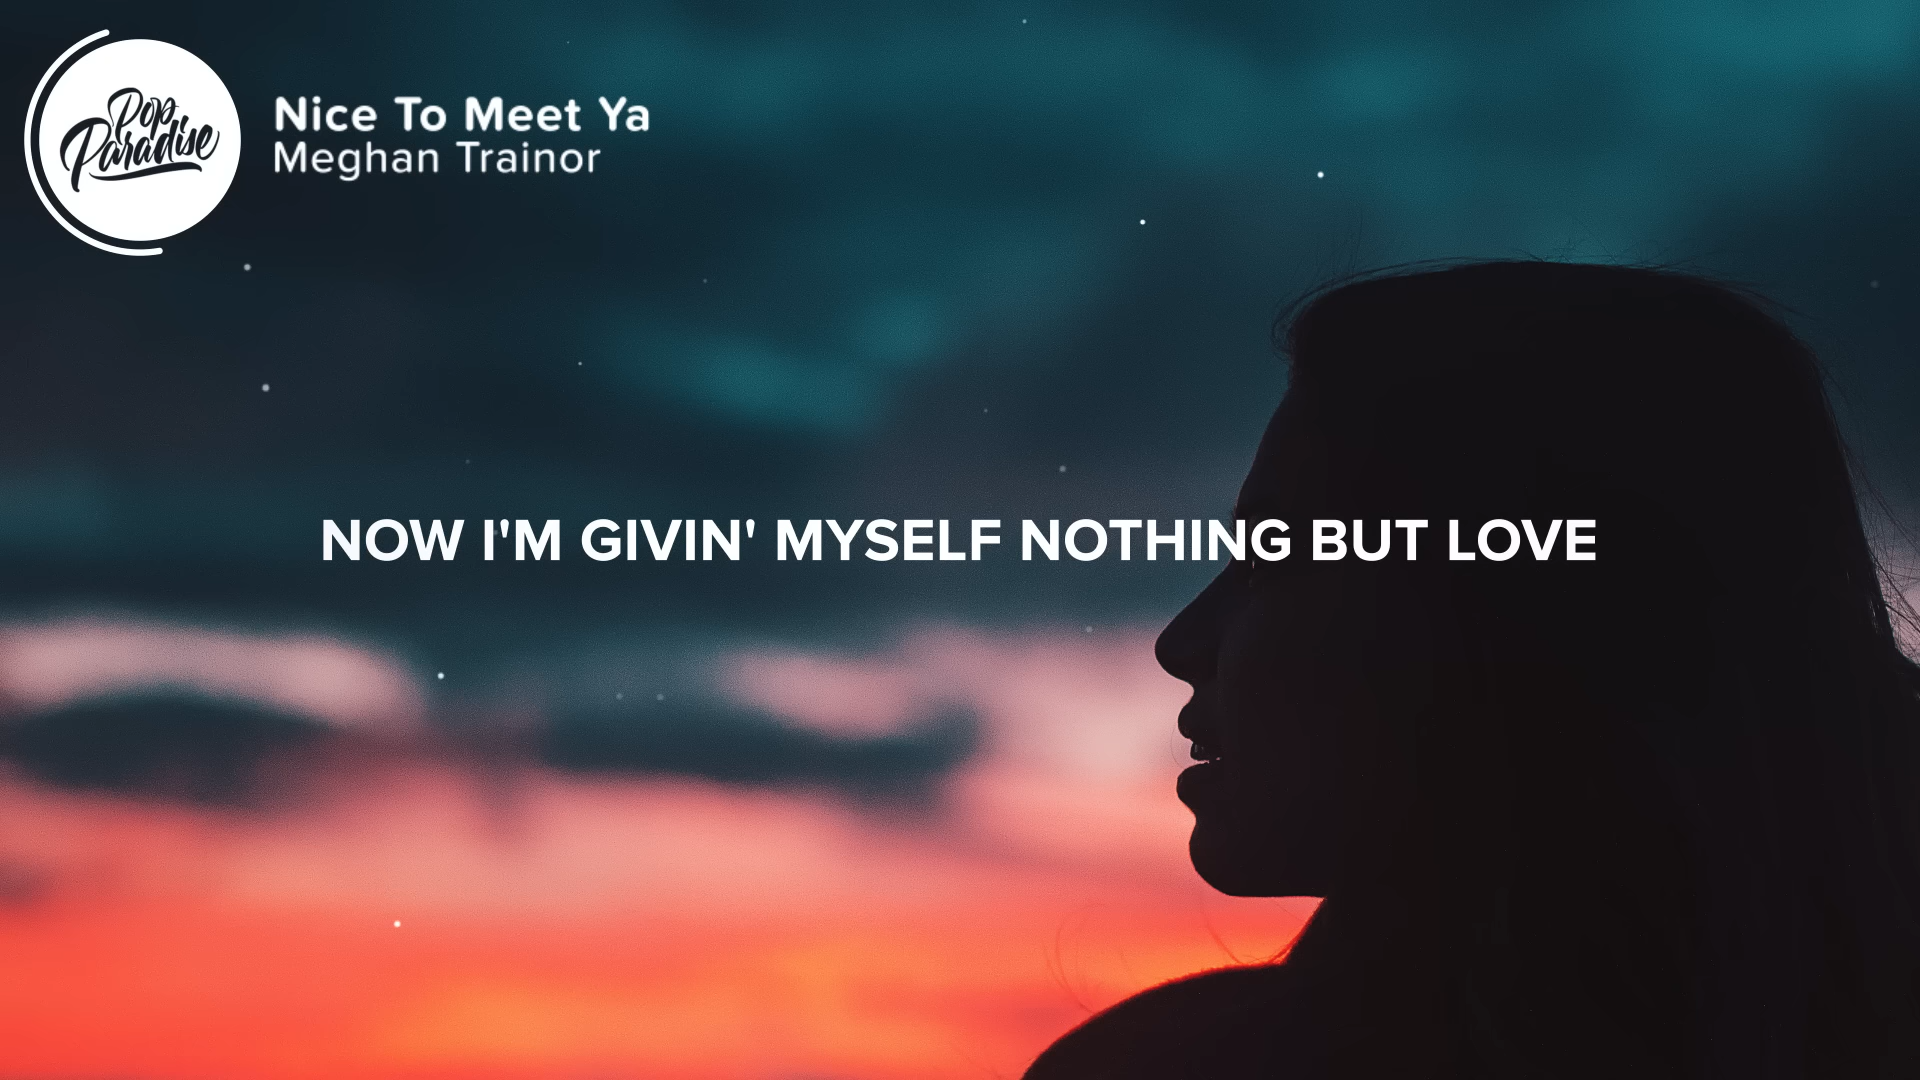 Pop
Paradise
Nice To Meet Ya
Meghan Trainor
NOW I'M GIVIN' MYSELF NOTHING BUT LOVE